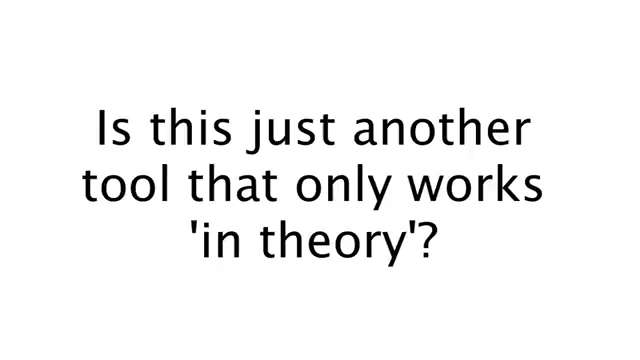 Is this just another
tool that only works
'in theory'?